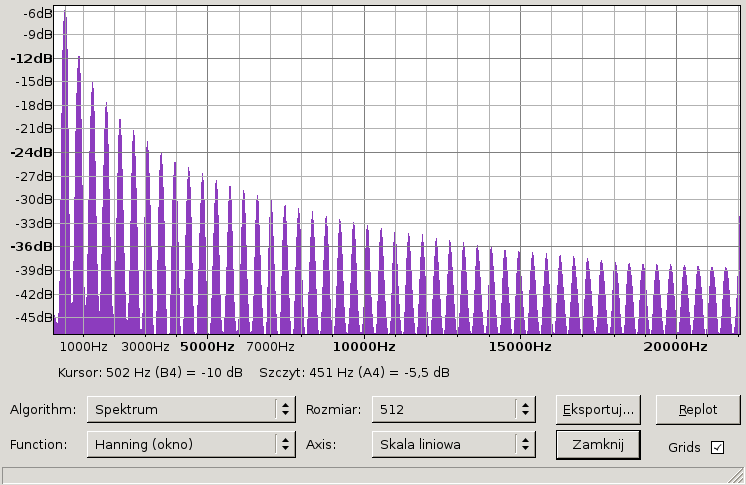 -6dB
-9dB
-12dB
-15dB
-18dB
-21dB
-24dB
-27dB
-30dB
-33dB
-36dB
-39dB
-42dB
-45dB
1000Hz 3000Hz 5000Hz 7000Hz 10000Hz 15000Hz 20000Hz
Kursor: 502 Hz (B4) = -10 dB Szczyt: 451 Hz (A4) = -5,5 dB
Algorithm: Spektrum Rozmiar: 512 Eksportuj... Replot
Function: Hanning (okno) Axis: Skala liniowa Zamknij Grids